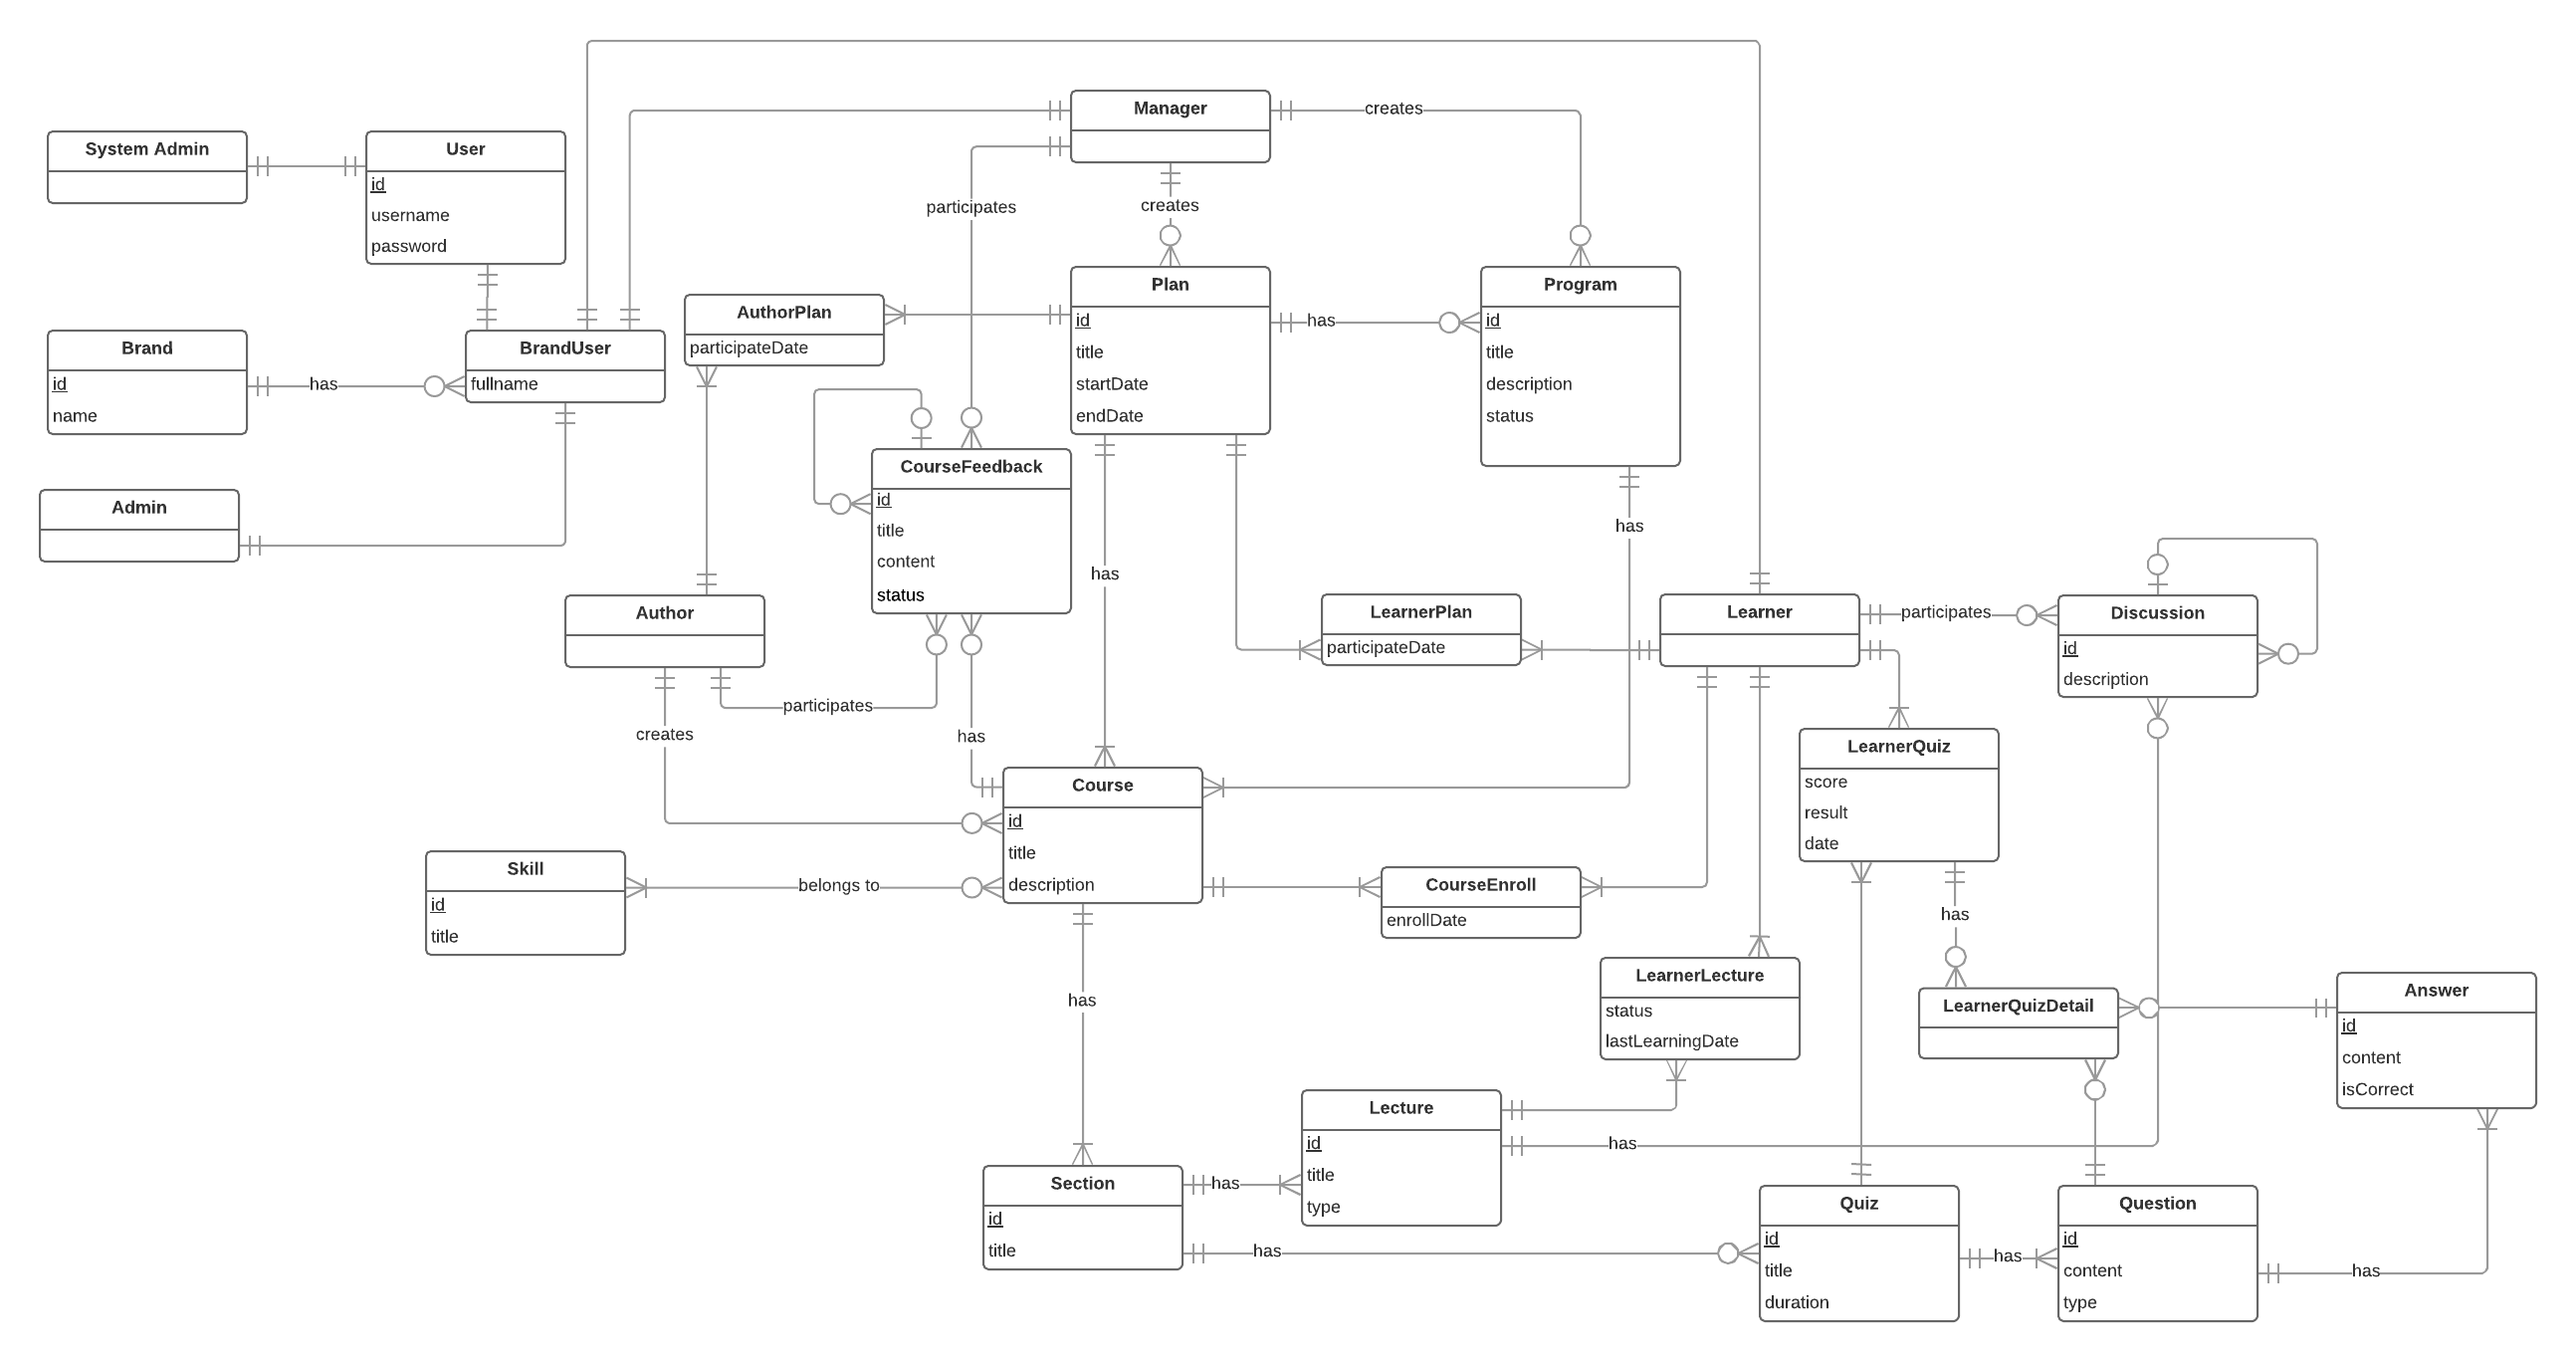 Manager
creates
System Admin
User
id
username
password
participates
creates
Plan
id
title
startDate
endDate
has
Program
id
title
description
status
AuthorPlan
participateDate
Brand
id
name
has
BrandUser
fullname
CourseFeedback
id
title
content
status
Admin
has
has
Author
LearnerPlan
participateDate
Learner
participates
Discussion
id
description
participates
creates
has
LearnerQuiz
score
result
date
Course
id
title
description
Skill
id
title
belongs to
CourseEnroll
enrollDate
has
LearnerLecture
status
lastLearningDate
has
LearnerQuizDetail
Answer
id
content
isCorrect
Lecture
id
title
type
has
Section
id
title
has
has
Quiz
id
title
duration
has
Question
id
content
type
has